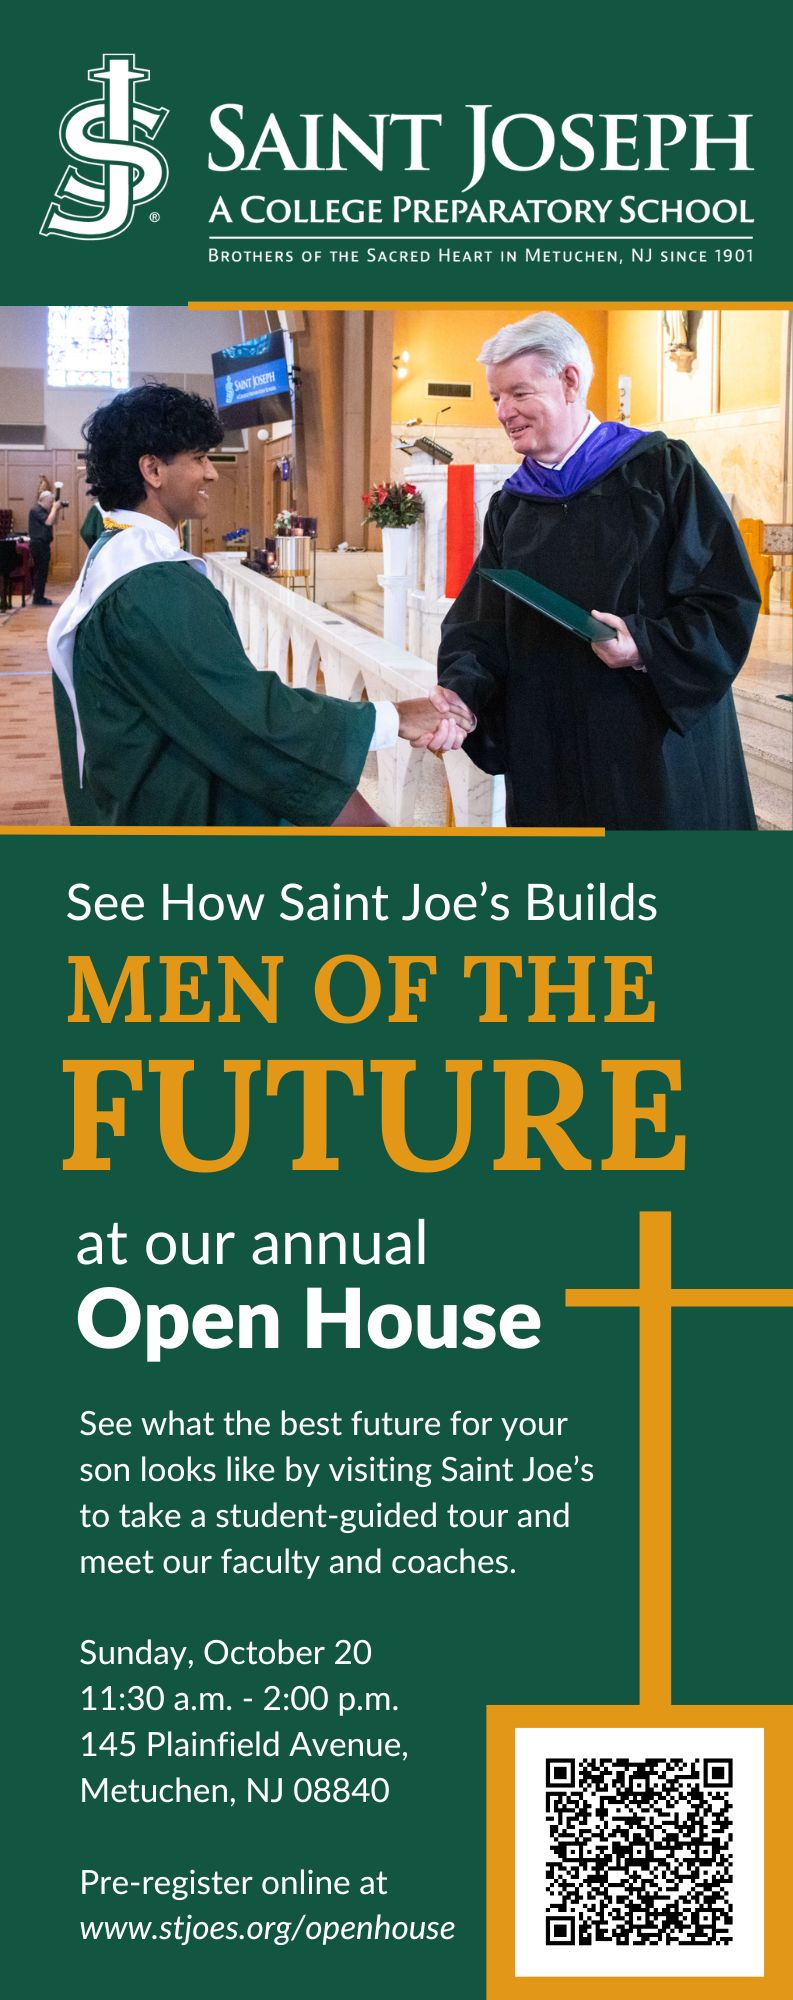 SJ
®
SAINT JOSEPH
A COLLEGE PREPARATORY SCHOOL
BROTHERS OF THE SACRED HEART IN METUCHEN, NJ SINCE 1901
SAINT JOSEPH
A COLLEGE PREPARATORY SCHOOL
See How Saint Joe’s Builds
MEN OF THE
FUTURE
at our annual
Open House
See what the best future for your
son looks like by visiting Saint Joe’s
to take a student-guided tour and
meet our faculty and coaches.
Sunday, October 20
11:30 a.m. - 2:00 p.m.
145 Plainfield Avenue,
Metuchen, NJ 08840
Pre-register online at
www.stjoes.org/openhouse